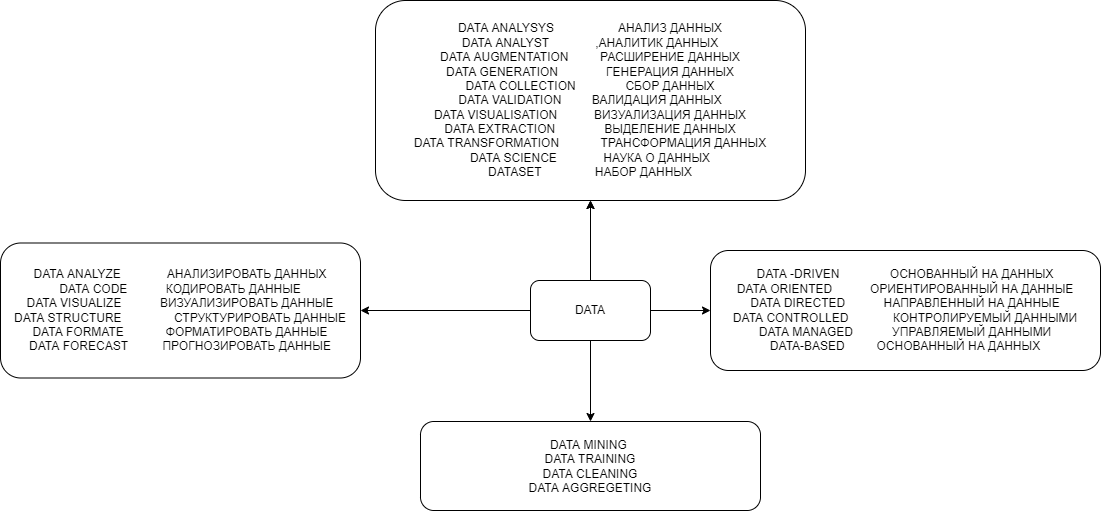 DATA ANALYSYS АНАЛИЗ ДАННЫХ
DATA ANALYST ,АНАЛИТИК ДАННЫХ
DATA AUGMENTATION РАСШИРЕНИЕ ДАННЫХ
DATA GENERATION ГЕНЕРАЦИЯ ДАННЫХ
DATA COLLECTION СБОР ДАННЫХ
DATA VALIDATION ВАЛИДАЦИЯ ДАННЫХ
DATA VISUALISATION ВИЗУАЛИЗАЦИЯ ДАННЫХ
DATA EXTRACTION ВЫДЕЛЕНИЕ ДАННЫХ
DATA TRANSFORMATION ТРАНСФОРМАЦИЯ ДАННЫХ
DATA SCIENCE НАУКА О ДАННЫХ
DATASET НАБОР ДАННЫХ
DATA ANALYZE АНАЛИЗИРОВАТЬ ДАННЫХ
DATA CODE КОДИРОВАТЬ ДАННЫЕ
DATA VISUALIZE ВИЗУАЛИЗИРОВАТЬ ДАННЫЕ
DATA STRUCTURE СТРУКТУРИРОВАТЬ ДАННЫЕ
DATA FORMATE ФОРМАТИРОВАТЬ ДАННЫЕ
DATA FORECAST ПРОГНОЗИРОВАТЬ ДАННЫЕ
DATA
DATA -DRIVEN ОСНОВАННЫЙ НА ДАННЫХ
DATA ORIENTED ОРИЕНТИРОВАННЫЙ НА ДАННЫЕ
DATA DIRECTED НАПРАВЛЕННЫЙ НА ДАННЫЕ
DATA CONTROLLED КОНТРОЛИРУЕМЫЙ ДАННЫМИ
DATA MANAGED УПРАВЛЯЕМЫЙ ДАННЫМИ
DATA-BASED ОСНОВАННЫЙ НА ДАННЫХ
DATA MINING
DATA TRAINING
DATA CLEANING
DATA AGGREGETING